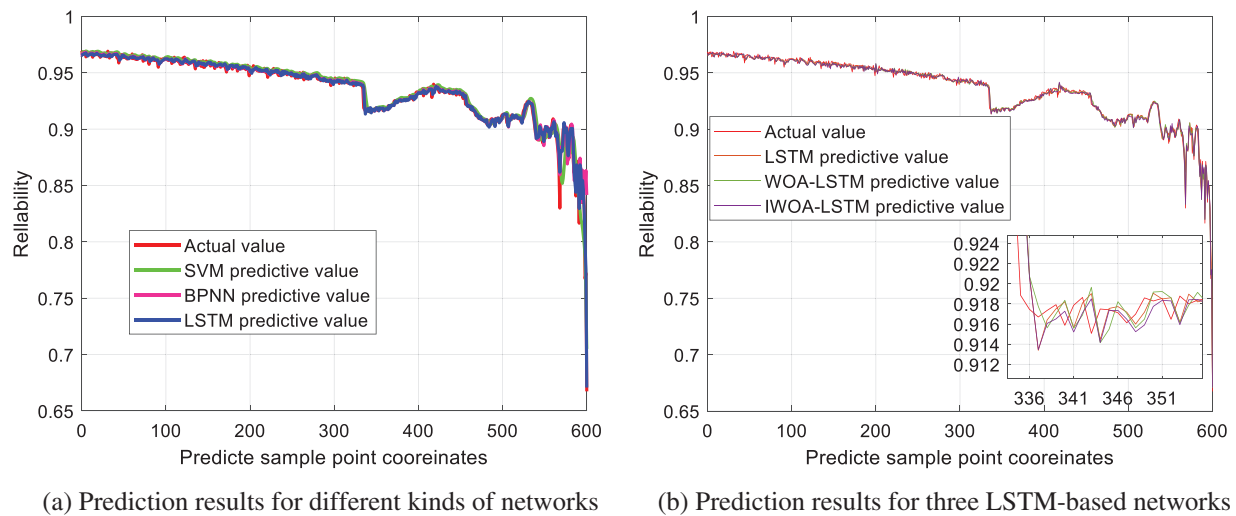 1
0.95
0.9
0.85
0.8
0.75
0.7
0.65
Rellability
0 100 200 300 400 500 600
Predicte sample point cooreinates
Actual value
SVM predictive value
BPNN predictive value
LSTM predictive value
(a) Prediction results for different kinds of networks
1
0.95
0.9
0.85
0.8
0.75
0.7
0.65
Rellability
0 100 200 300 400 500 600
Predicte sample point cooreinates
Actual value
LSTM predictive value
WOA-LSTM predictive value
IWOA-LSTM predictive value
0.924
0.922
0.92
0.918
0.916
0.914
0.912
336 341 346 351
(b) Prediction results for three LSTM-based networks